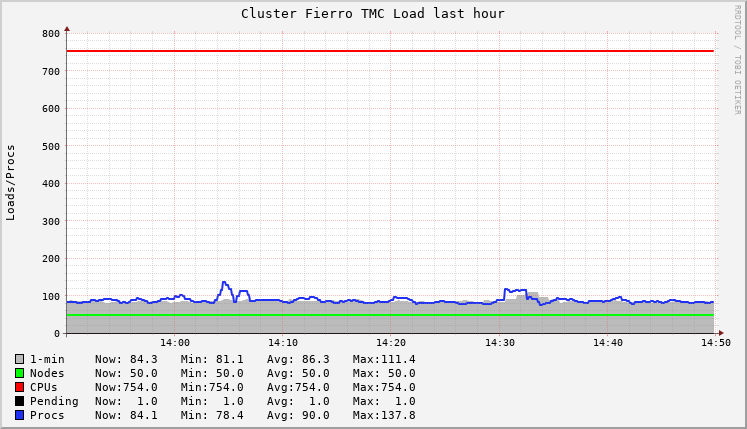 Cluster Fierro TMC Load last hour
RRDTOOL / TOBI OETIKER
Loads/Procs
800
700
600
500
400
300
200
100
0
14:00 14:10 14:20 14:30 14:40 14:50
1-min Now: 84.3 Min: 81.1 Avg: 86.3 Max:111.4
Nodes Now: 50.0 Min: 50.0 Avg: 50.0 Max: 50.0
CPUs Now:754.0 Min:754.0 Avg:754.0 Max:754.0
Pending Now: 1.0 Min: 1.0 Avg: 1.0 Max: 1.0
Procs Now: 84.1 Min: 78.4 Avg: 90.0 Max:137.8